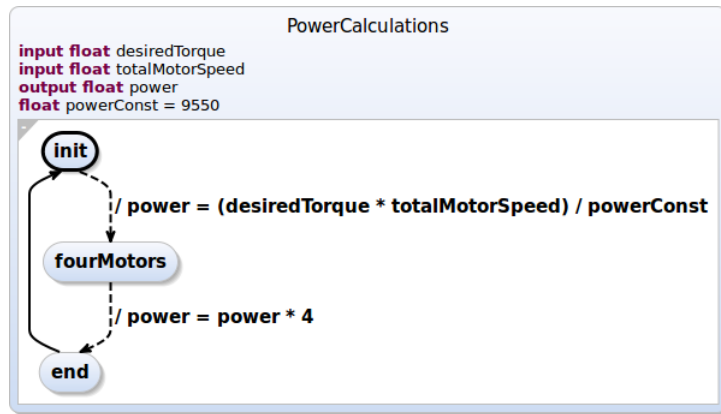 PowerCalculations
input float desiredTorque
input float totalMotorSpeed
output float power
float powerConst = 9550
-
init
/ power = (desiredTorque * totalMotorSpeed) / powerConst
fourMotors
/ power = power * 4
end